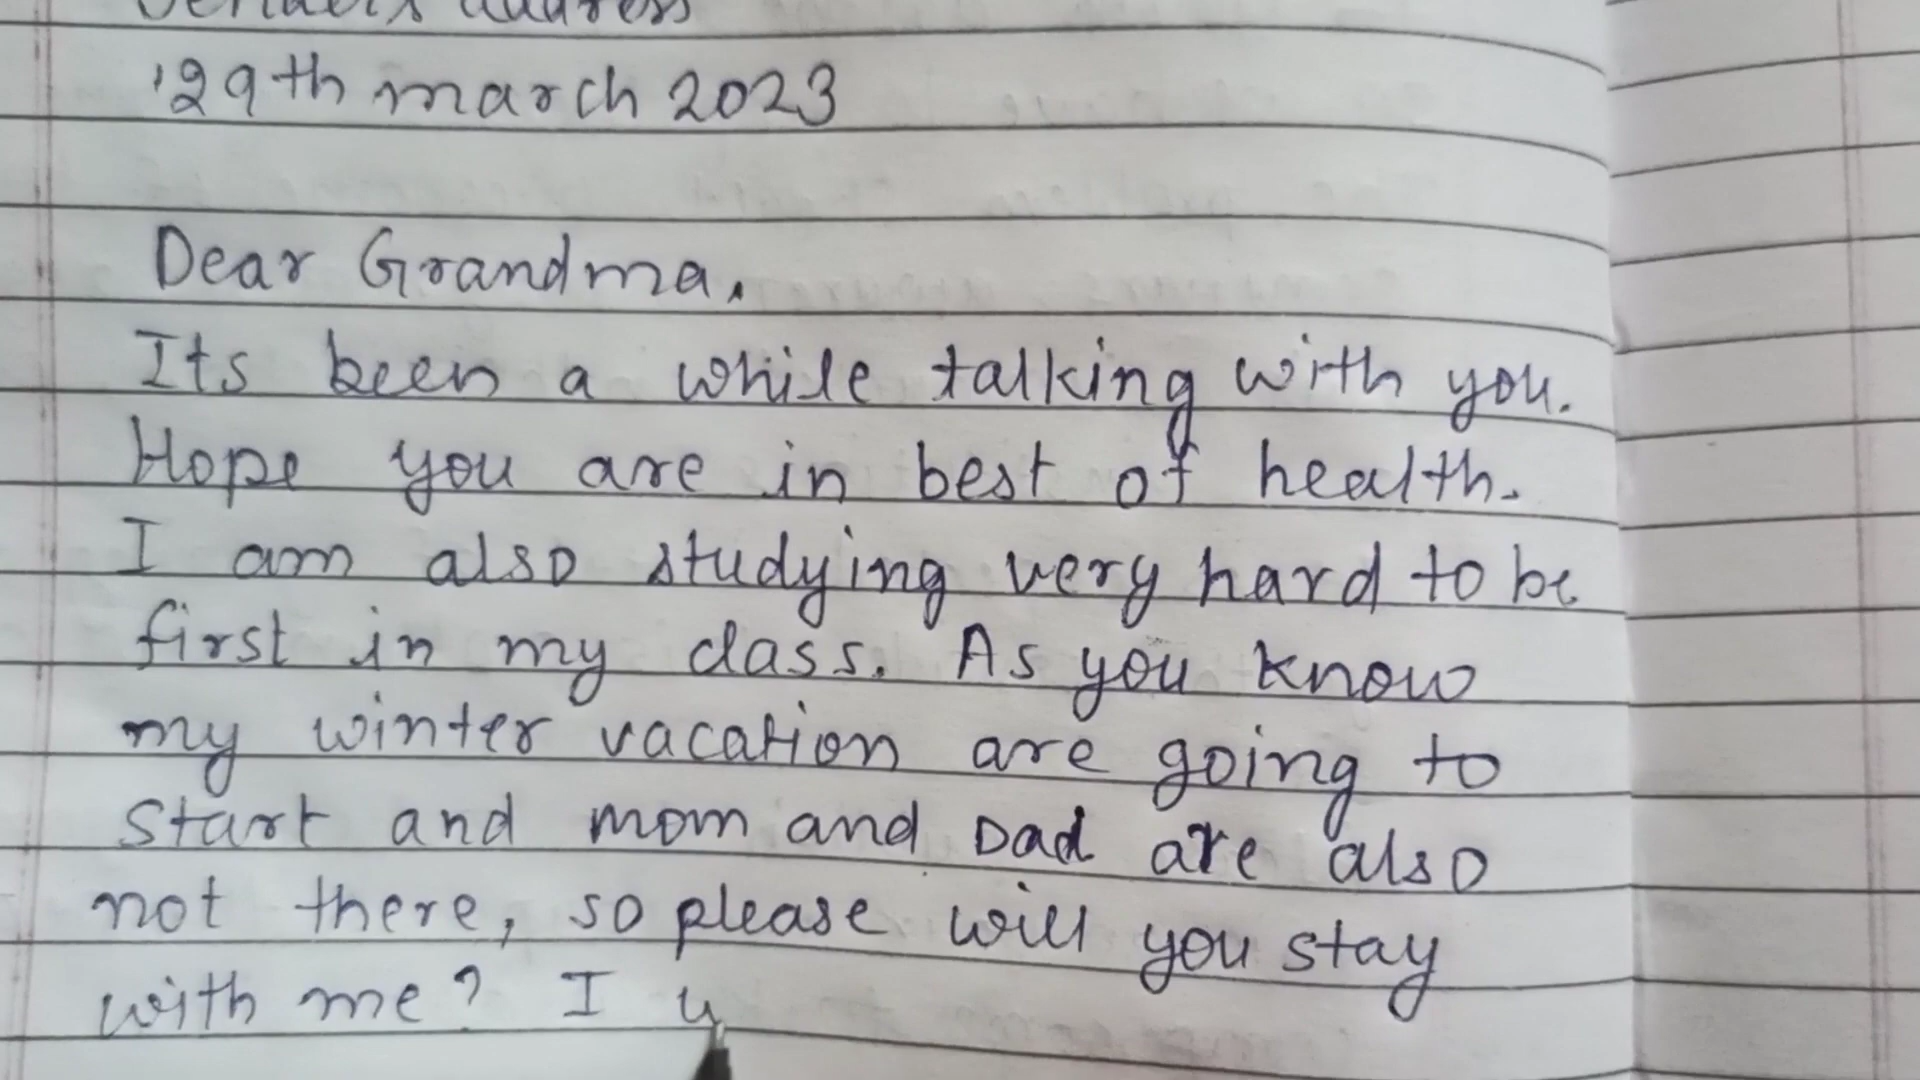 Sender's address
29th march 2023
Dear Grandma,
Its been a while talking with you.
Hope you are in best of health.
I am also studying very hard to be
first in my class. As you know
my winter vacation are going to
start and mom and Dad are also
not there, so please will you stay
with me? I